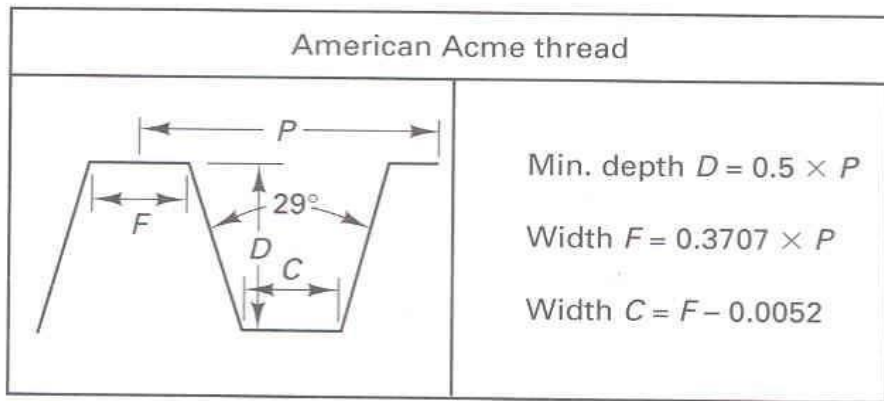 American Acme thread
P
F
29°
D
C
Min. depth D = 0.5 × P
Width F = 0.3707 × P
Width C = F – 0.0052